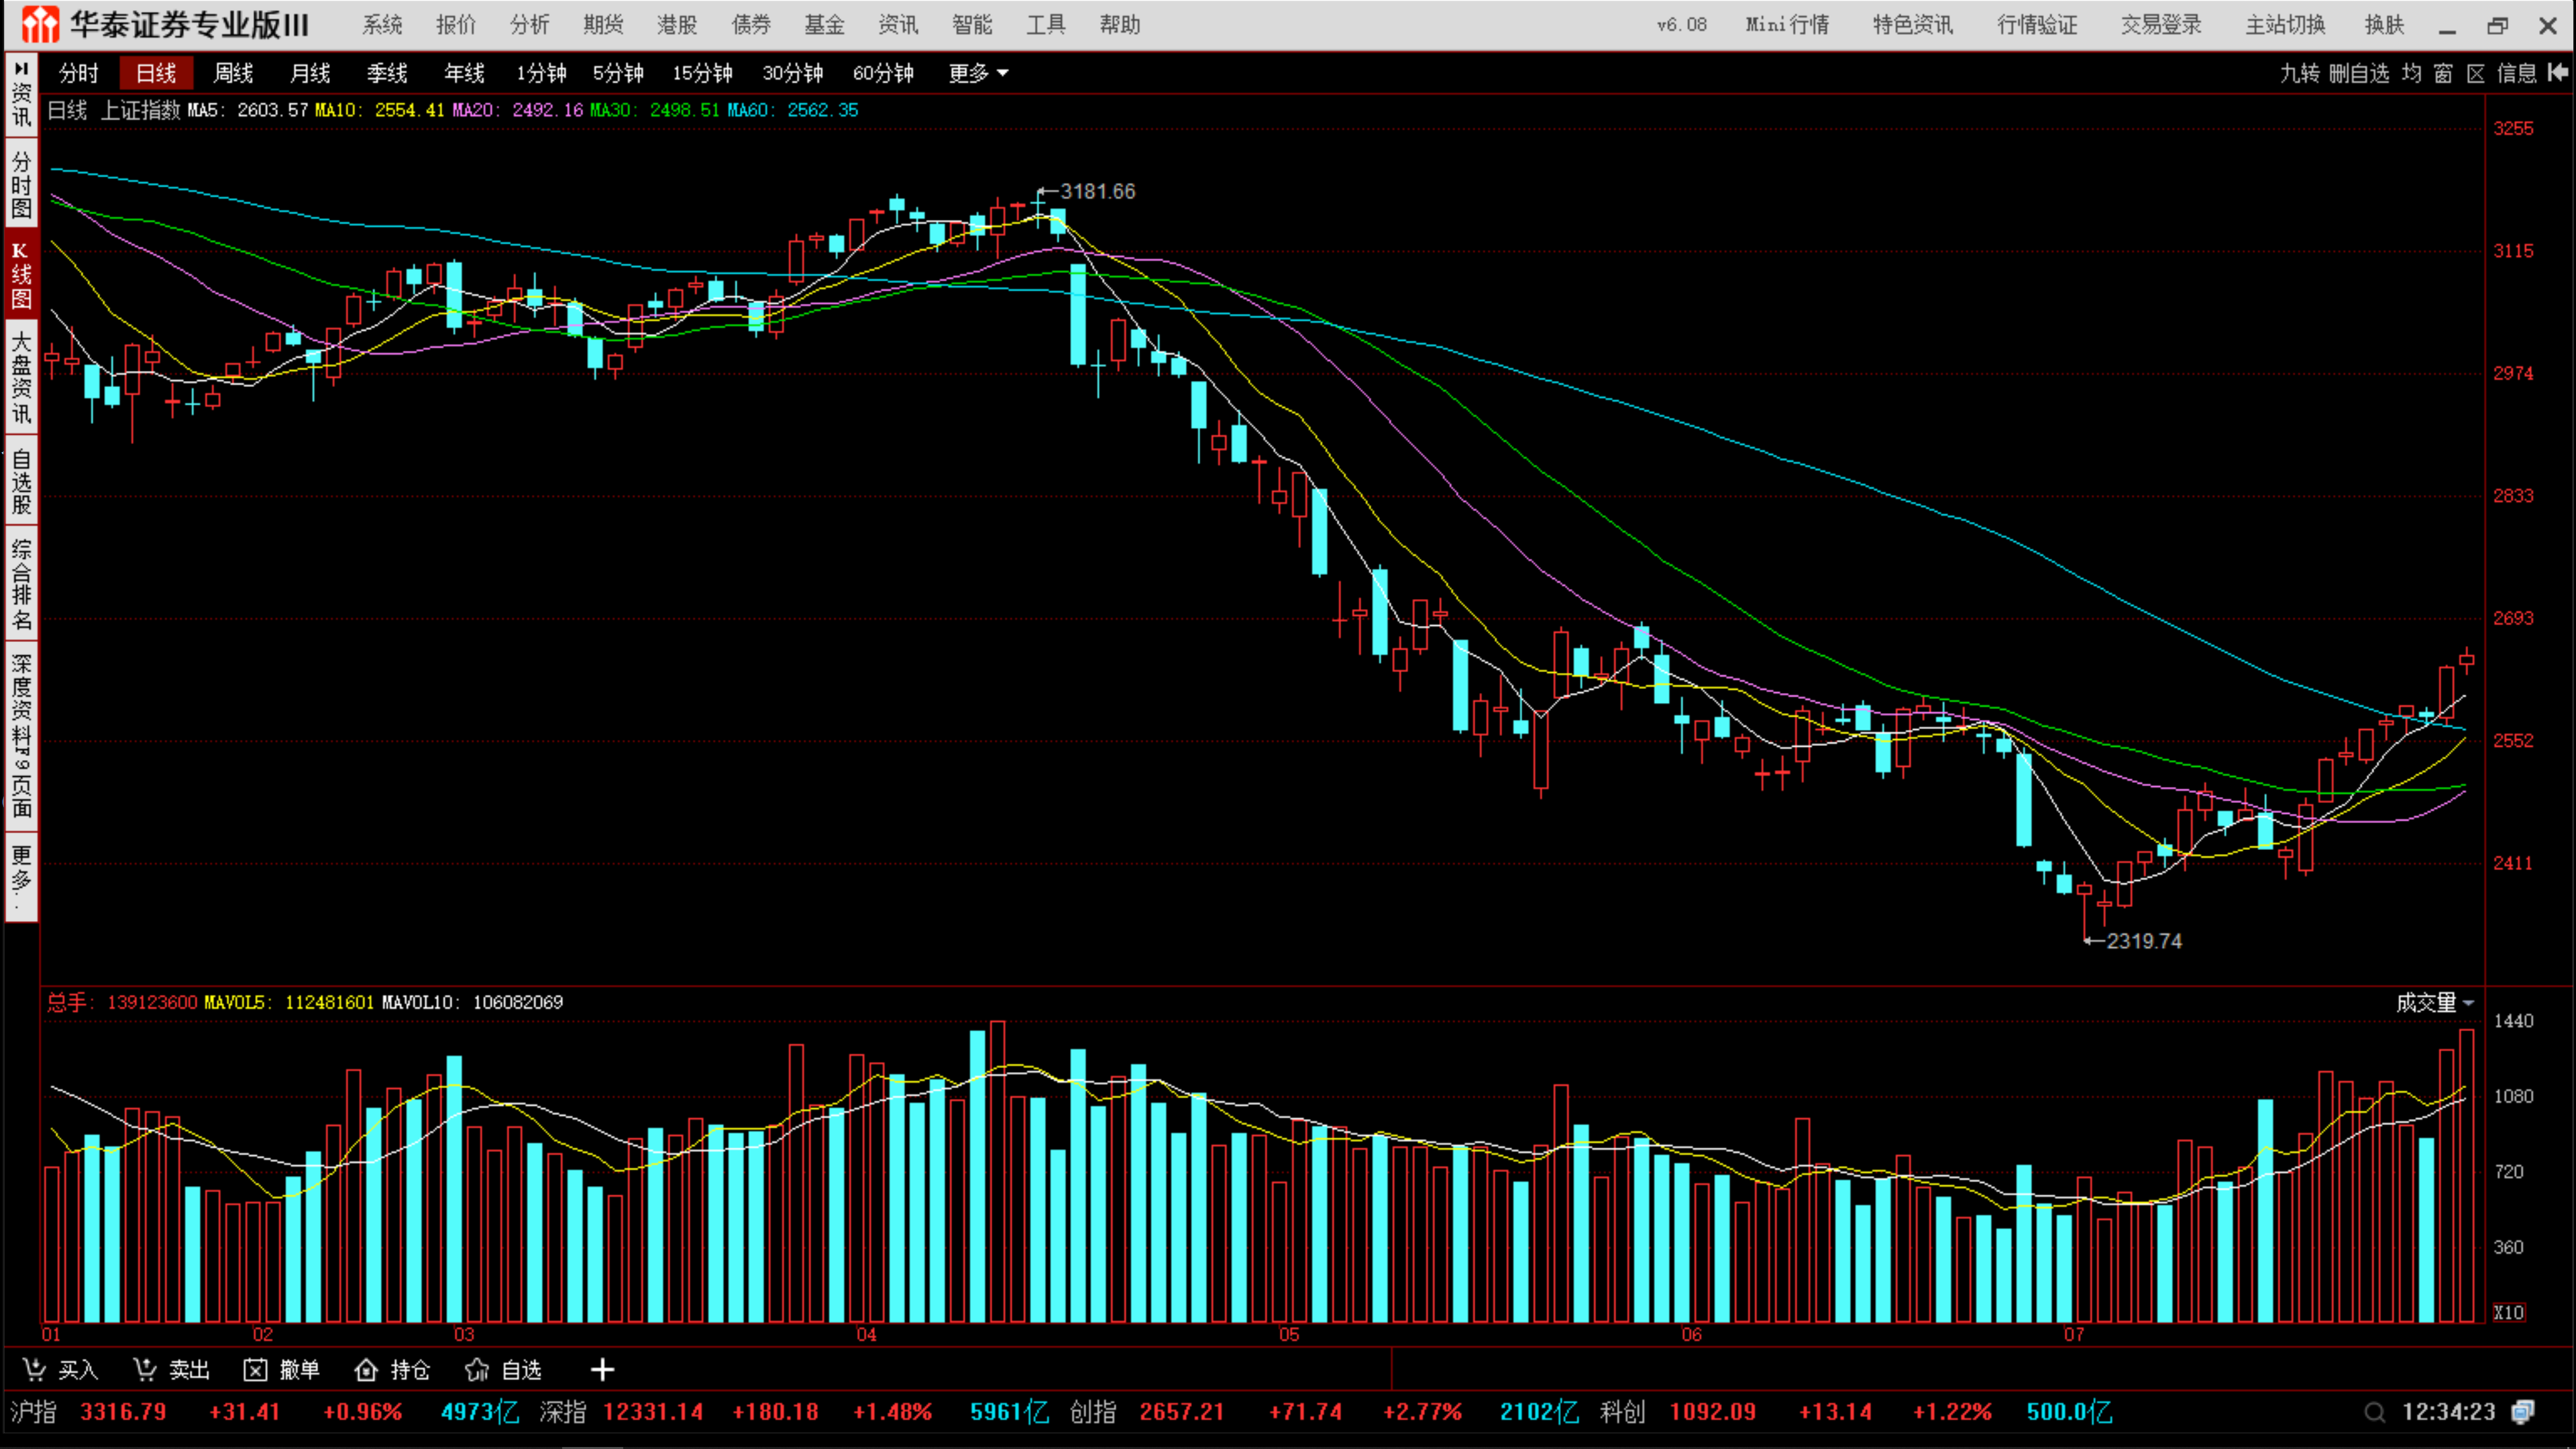 华泰证券专业版III 系统 报价 分析 期货 港股 债券 基金 资讯 智能 工具 帮助 v6.08 Mini行情 特色资讯 行情验证 交易登录 主站切换 换肤
分时 日线 周线 月线 季线 年线 1分钟 5分钟 15分钟 30分钟 60分钟 更多 九转 删自选 均 窗 区 信息
日线 上证指数 MA5: 2603.57 MA10: 2554.41 MA20: 2492.16 MA30: 2498.51 MA60: 2562.35
资讯
分时图
K线图
大盘资讯
自选股
综合排名
深度资料F9页面
更多..
3255
3181.66
3115
2974
2833
2693
2552
2411
2319.74
总手: 139123600 MAVOL5: 112481601 MAVOL10: 106082069 成交量
1440
1080
720
360
X10
01 02 03 04 05 06 07
买入 卖出 撤单 持仓 自选
沪指 3316.79 +31.41 +0.96% 4973亿 深指 12331.14 +180.18 +1.48% 5961亿 创指 2657.21 +71.74 +2.77% 2102亿 科创 1092.09 +13.14 +1.22% 500.0亿 12:34:23